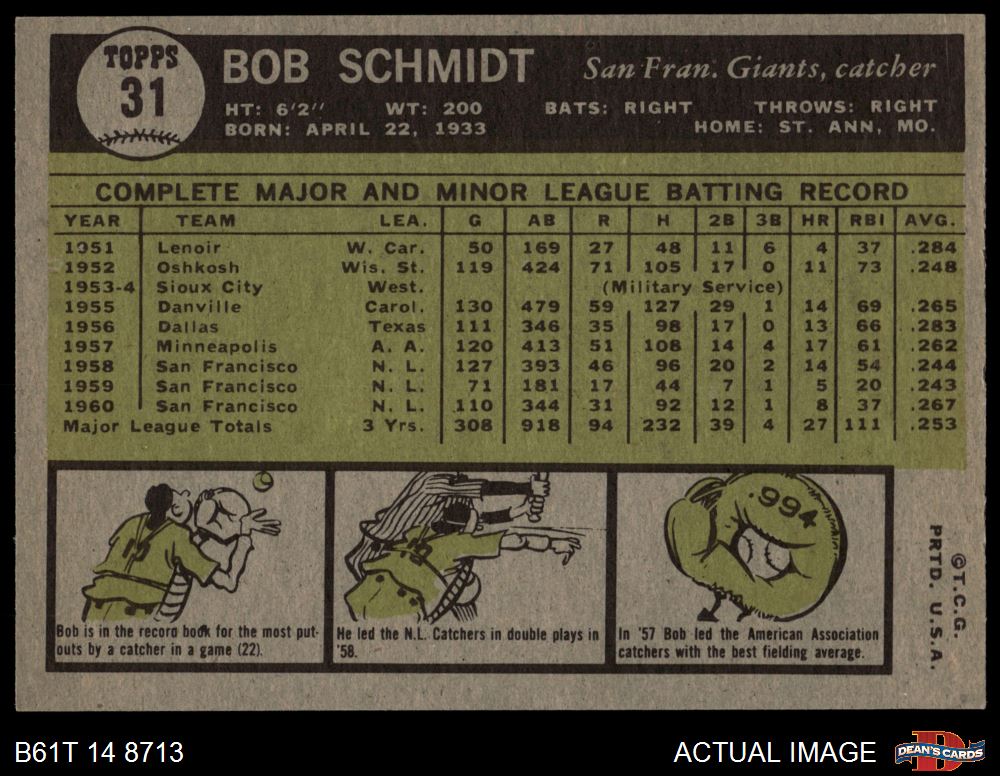 TOPPS
31
BOB SCHMIDT San Fran. Giants, catcher
HT: 6'2" WT: 200 BATS: RIGHT THROWS: RIGHT
BORN: APRIL 22, 1933 HOME: ST. ANN, MO.
COMPLETE MAJOR AND MINOR LEAGUE BATTING RECORD
YEAR TEAM LEA. G AB R H 2B 3B HR RBI AVG.
1951 Lenoir W. Car. 50 169 27 48 11 6 4 37 .284
1952 Oshkosh Wis. St. 119 424 71 105 17 0 11 73 .248
1953-4 Sioux City West. (Military Service)
1955 Danville Carol. 130 479 59 127 29 1 14 69 .265
1956 Dallas Texas 111 346 35 98 17 0 13 66 .283
1957 Minneapolis A. A. 120 413 51 108 14 4 17 61 .262
1958 San Francisco N. L. 127 393 46 96 20 2 14 54 .244
1959 San Francisco N. L. 71 181 17 44 7 1 5 20 .243
1960 San Francisco N. L. 110 344 31 92 12 1 8 37 .267
Major League Totals 3 Yrs. 308 918 94 232 39 4 27 111 .253
Bob is in the record book for the most put-
outs by a catcher in a game (22).
He led the N.L. Catchers in double plays in
'58.
.994
In '57 Bob led the American Association
catchers with the best fielding average.
©T.C.G.
PRTD. U.S.A.
B61T 14 8713 ACTUAL IMAGE DEAN'S CARDS